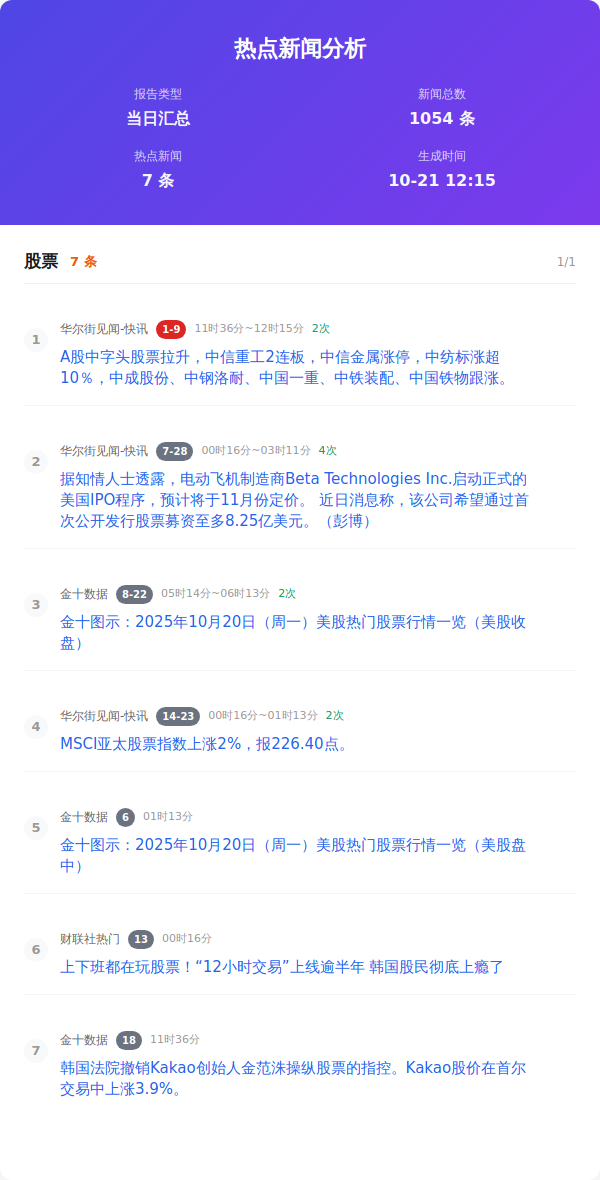 热点新闻分析
报告类型
新闻总数
当日汇总
1054 条
热点新闻
生成时间
7 条
10-21 12:15
股票 7 条 1/1
1
华尔街见闻-快讯 1-9 11时36分~12时15分 2次
A股中字头股票拉升，中信重工2连板，中信金属涨停，中纺标涨超
10％，中成股份、中钢洛耐、中国一重、中铁装配、中国铁物跟涨。
2
华尔街见闻-快讯 7-28 00时16分~03时11分 4次
据知情人士透露，电动飞机制造商Beta Technologies Inc.启动正式的
美国IPO程序，预计将于11月份定价。 近日消息称，该公司希望通过首
次公开发行股票募资至多8.25亿美元。（彭博）
3
金十数据 8-22 05时14分~06时13分 2次
金十图示：2025年10月20日（周一）美股热门股票行情一览（美股收
盘）
4
华尔街见闻-快讯 14-23 00时16分~01时13分 2次
MSCI亚太股票指数上涨2%，报226.40点。
5
金十数据 6 01时13分
金十图示：2025年10月20日（周一）美股热门股票行情一览（美股盘
中）
6
财联社热门 13 00时16分
上下班都在玩股票！“12小时交易”上线逾半年 韩国股民彻底上瘾了
7
金十数据 18 11时36分
韩国法院撤销Kakao创始人金范洙操纵股票的指控。Kakao股价在首尔
交易中上涨3.9%。